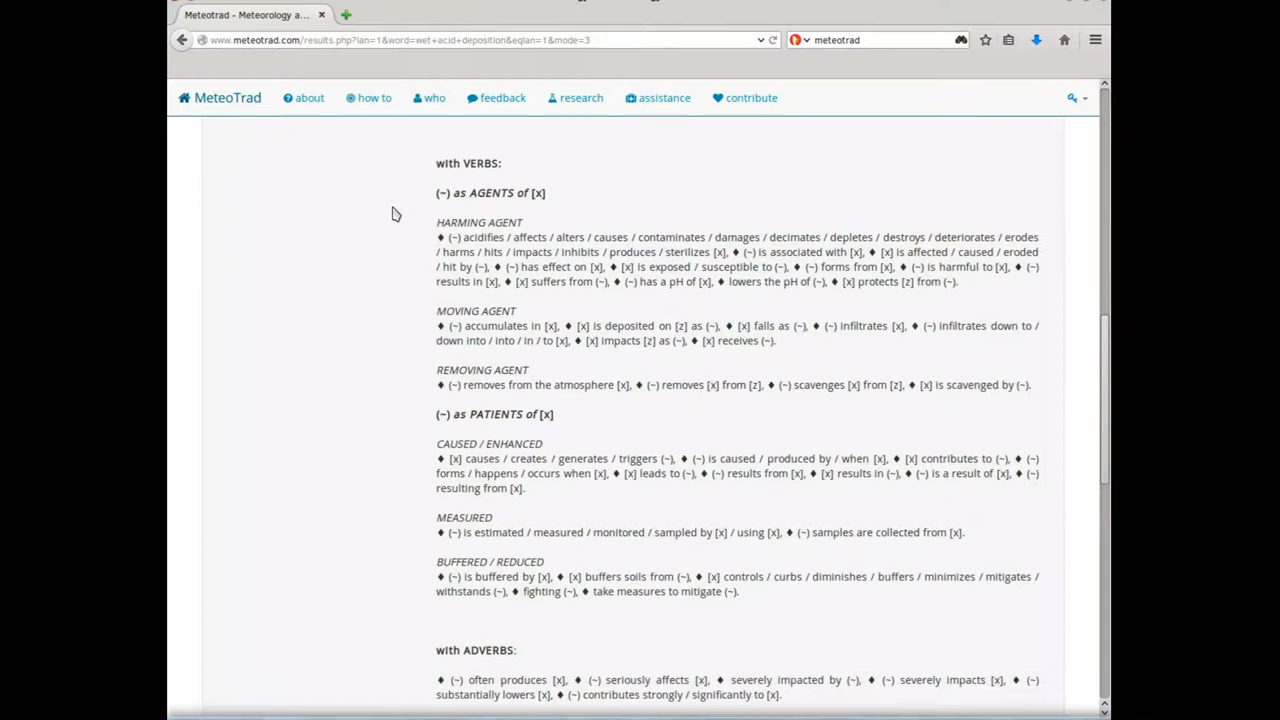 Meteotrad - Meteorology a...
www.meteotrad.com/results.php?lan=1&word=wet+acid+deposition&eqlan=1&mode=3
meteotrad
MeteoTrad about how to who feedback research assistance contribute
with VERBS:
(~) as AGENTS of [x]
HARMING AGENT
♦ (~) acidifies / affects / alters / causes / contaminates / damages / decimates / depletes / destroys / deteriorates / erodes
/ harms / hits / impacts / inhibits / produces / sterilizes [x], ♦ (~) is associated with [x], ♦ [x] is affected / caused / eroded
/ hit by (~), ♦ (~) has effect on [x], ♦ [x] is exposed / susceptible to (~), ♦ (~) forms from [x], ♦ (~) is harmful to [x], ♦ (~)
results in [x], ♦ [x] suffers from (~), ♦ (~) has a pH of [x], ♦ lowers the pH of (~), ♦ [x] protects [z] from (~).
MOVING AGENT
♦ (~) accumulates in [x], ♦ [x] is deposited on [z] as (~), ♦ [x] falls as (~), ♦ (~) infiltrates [x], ♦ (~) infiltrates down to /
down into / into / in / to [x], ♦ [x] impacts [z] as (~), ♦ [x] receives (~).
REMOVING AGENT
♦ (~) removes from the atmosphere [x], ♦ (~) removes [x] from [z], ♦ (~) scavenges [x] from [z], ♦ [x] is scavenged by (~).
(~) as PATIENTS of [x]
CAUSED / ENHANCED
♦ [x] causes / creates / generates / triggers (~), ♦ (~) is caused / produced by / when [x], ♦ [x] contributes to (~), ♦ (~)
forms / happens / occurs when [x], ♦ [x] leads to (~), ♦ (~) results from [x], ♦ [x] results in (~), ♦ (~) is a result of [x], ♦ (~)
resulting from [x].
MEASURED
♦ (~) is estimated / measured / monitored / sampled by [x] / using [x], ♦ (~) samples are collected from [x].
BUFFERED / REDUCED
♦ (~) is buffered by [x], ♦ [x] buffers soils from (~), ♦ [x] controls / curbs / diminishes / buffers / minimizes / mitigates /
withstands (~), ♦ fighting (~), ♦ take measures to mitigate (~).
with ADVERBS:
♦ (~) often produces [x], ♦ (~) seriously affects [x], ♦ severely impacted by (~), ♦ (~) severely impacts [x], ♦ (~)
substantially lowers [x], ♦ (~) contributes strongly / significantly to [x].